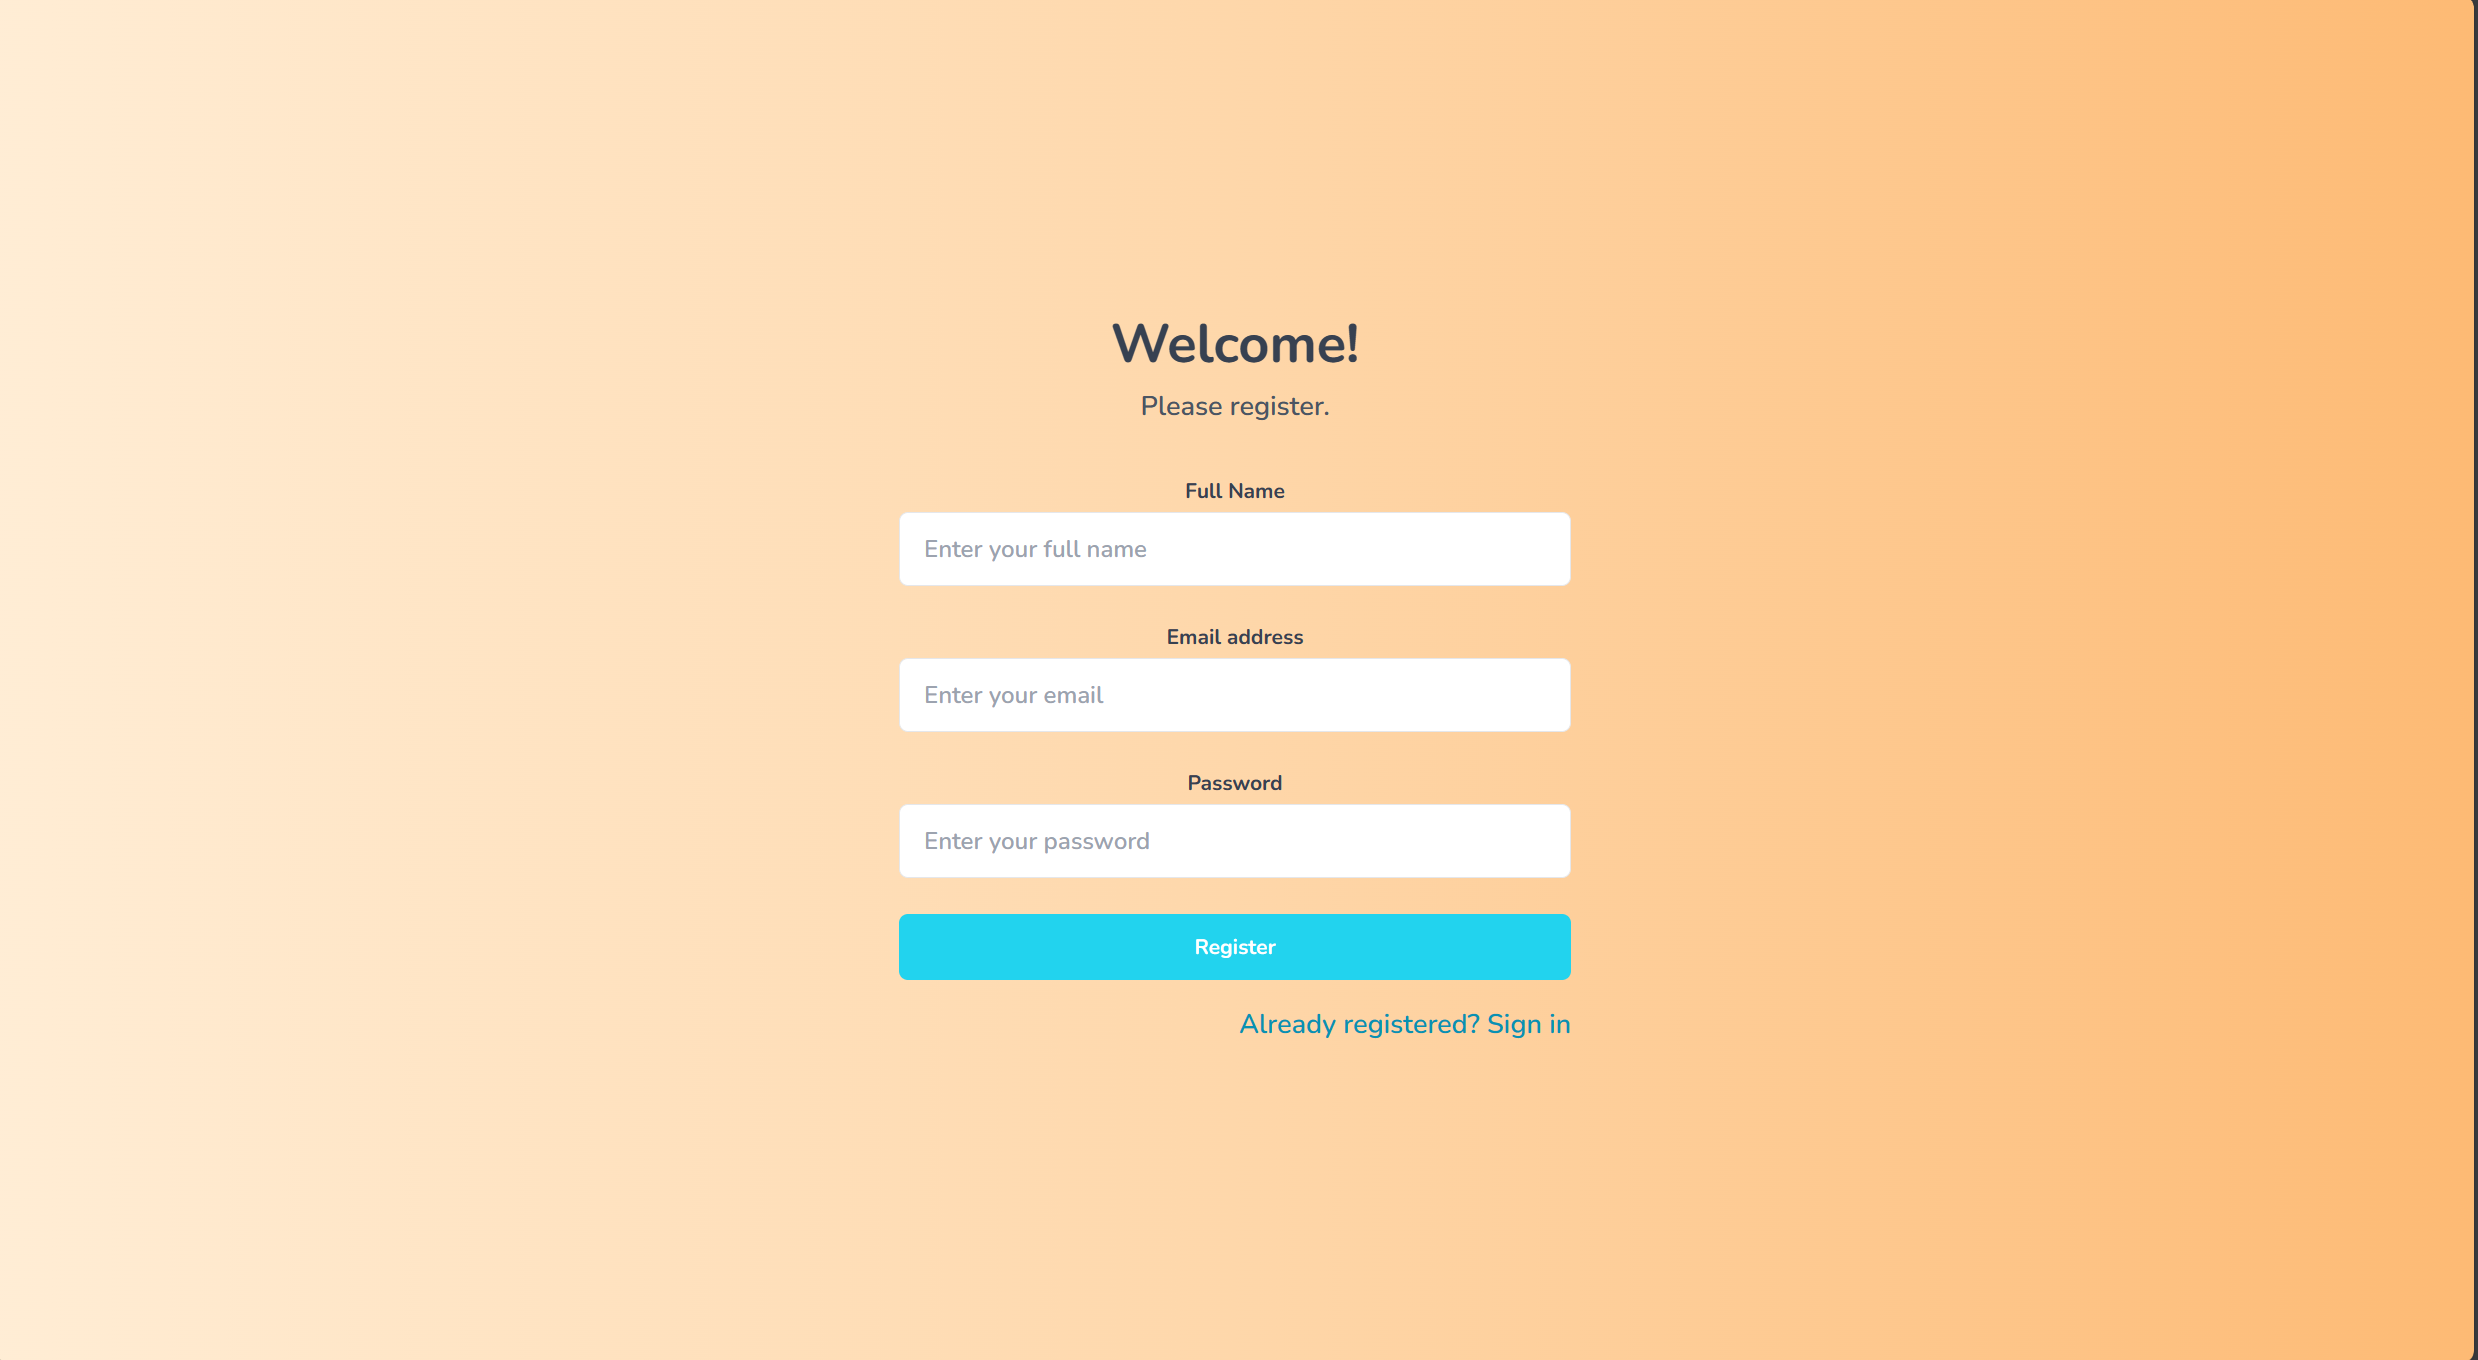 Welcome!
Please register.
Full Name
Enter your full name
Email address
Enter your email
Password
Enter your password
Register
Already registered? Sign in